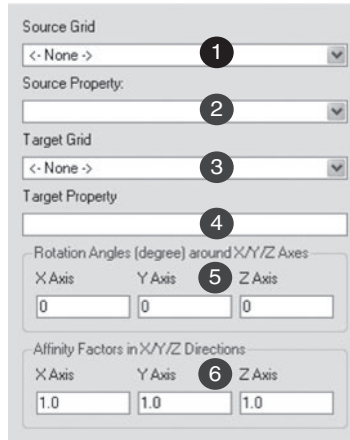 Source Grid
<- None -> 1
Source Property:
2
Target Grid
<- None -> 3
Target Property
4
Rotation Angles (degree) around X/Y/Z Axes
X Axis Y Axis 5 Z Axis
0 0 0
Affinity Factors in X/Y/Z Directions
X Axis Y Axis 6 Z Axis
1.0 1.0 1.0